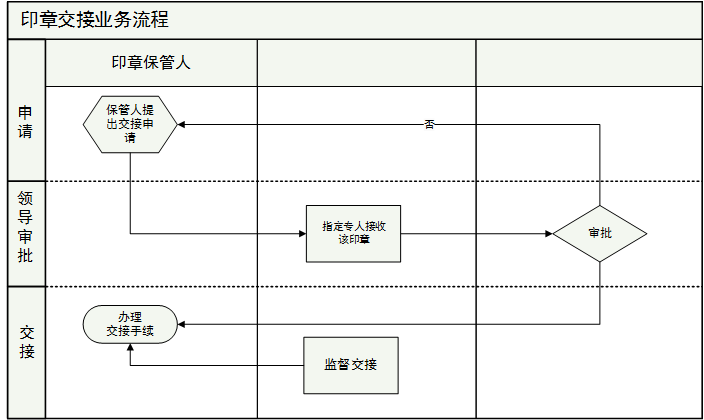 印章交接业务流程
印章保管人
申请
保管人提
出交接申
请
否
领导审批
指定专人接收
该印章
审批
交接
办理
交接手续
监督交接